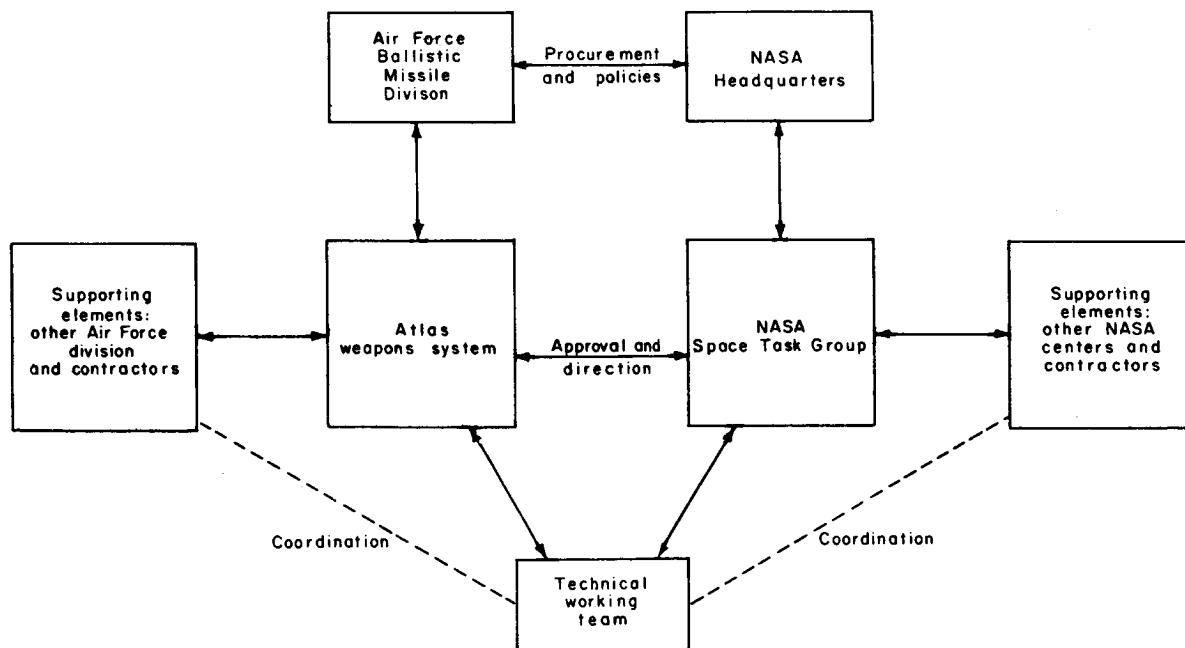 Air Force
Ballistic
Missile
Divison
Procurement
and policies
NASA
Headquarters
Supporting
elements:
other Air Force
division
and contractors
Atlas
weapons system
Approval and
direction
NASA
Space Task Group
Supporting
elements:
other NASA
centers and
contractors
Coordination
Coordination
Technical
working
team